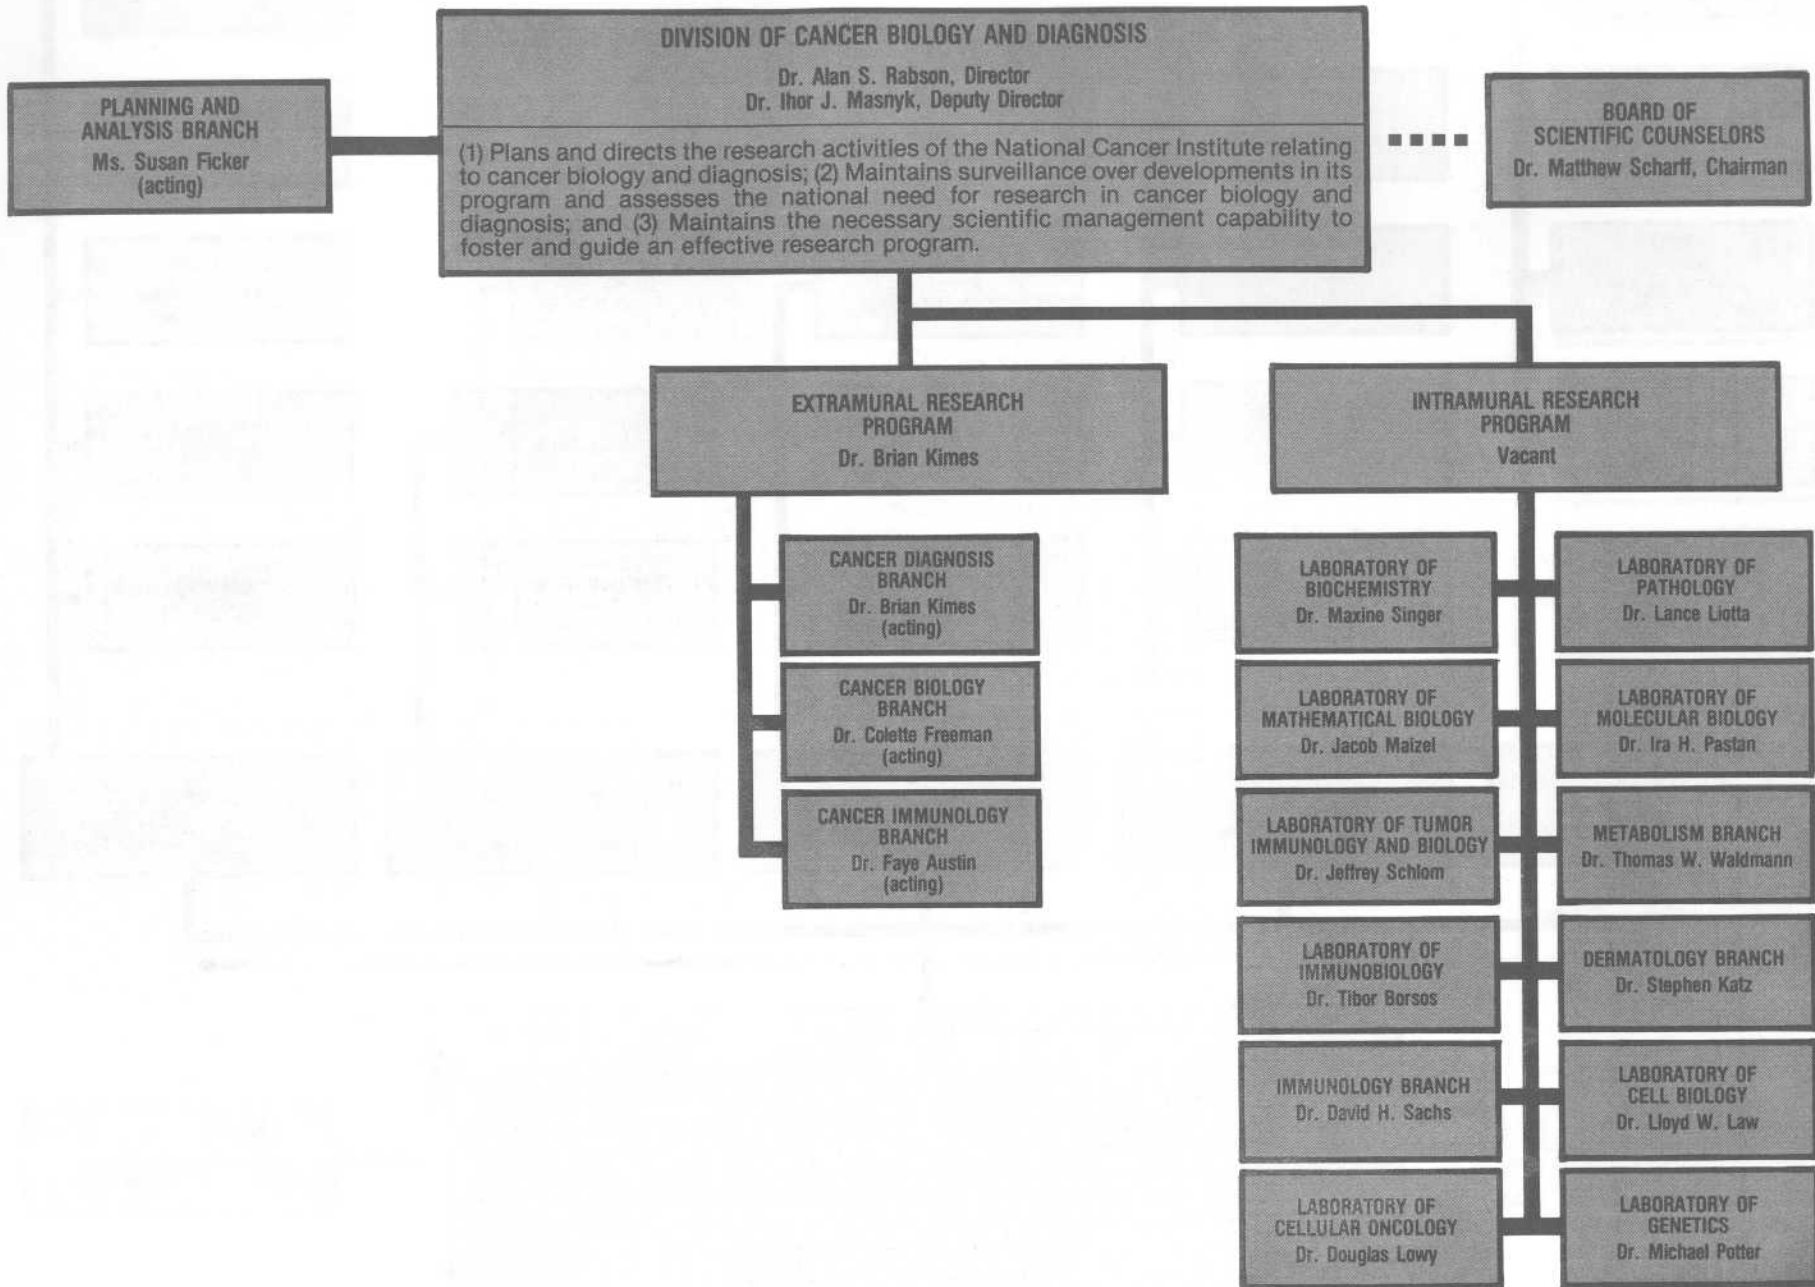 DIVISION OF CANCER BIOLOGY AND DIAGNOSIS
Dr. Alan S. Rabson, Director
Dr. Ihor J. Masnyk, Deputy Director
(1) Plans and directs the research activities of the National Cancer Institute relating
to cancer biology and diagnosis; (2) Maintains surveillance over developments in its
program and assesses the national need for research in cancer biology and
diagnosis; and (3) Maintains the necessary scientific management capability to
foster and guide an effective research program.
PLANNING AND
ANALYSIS BRANCH
Ms. Susan Ficker
(acting)
BOARD OF
SCIENTIFIC COUNSELORS
Dr. Matthew Scharff, Chairman
EXTRAMURAL RESEARCH
PROGRAM
Dr. Brian Kimes
CANCER DIAGNOSIS
BRANCH
Dr. Brian Kimes
(acting)
CANCER BIOLOGY
BRANCH
Dr. Colette Freeman
(acting)
CANCER IMMUNOLOGY
BRANCH
Dr. Faye Austin
(acting)
INTRAMURAL RESEARCH
PROGRAM
Vacant
LABORATORY OF
BIOCHEMISTRY
Dr. Maxine Singer
LABORATORY OF
PATHOLOGY
Dr. Lance Liotta
LABORATORY OF
MATHEMATICAL BIOLOGY
Dr. Jacob Maizel
LABORATORY OF
MOLECULAR BIOLOGY
Dr. Ira H. Pastan
LABORATORY OF TUMOR
IMMUNOLOGY AND BIOLOGY
Dr. Jeffrey Schlom
METABOLISM BRANCH
Dr. Thomas W. Waldmann
LABORATORY OF
IMMUNOBIOLOGY
Dr. Tibor Borsos
DERMATOLOGY BRANCH
Dr. Stephen Katz
IMMUNOLOGY BRANCH
Dr. David H. Sachs
LABORATORY OF
CELL BIOLOGY
Dr. Lloyd W. Law
LABORATORY OF
CELLULAR ONCOLOGY
Dr. Douglas Lowy
LABORATORY OF
GENETICS
Dr. Michael Potter